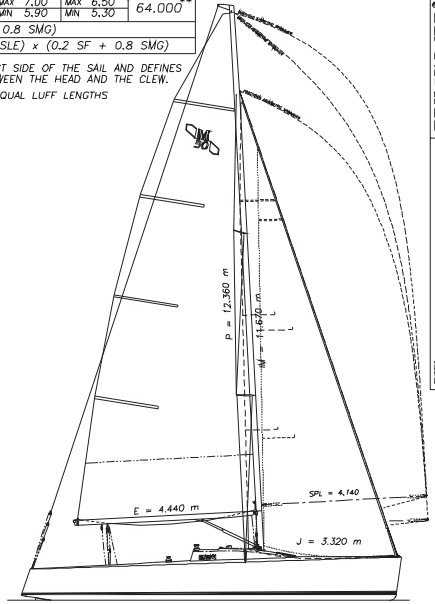 MAX 7.00 MAX 6.50 64.000**
MIN 5.90 MIN 5.30
0.8 SMG)
SLE) x (0.2 SF + 0.8 SMG)
ST SIDE OF THE SAIL AND DEFINES
WEEN THE HEAD AND THE CLEW.
QUAL LUFF LENGTHS
M
30
P = 12.360 m
IM = 11.670 m
SPL = 4.140
E = 4.440 m
J = 3.320 m